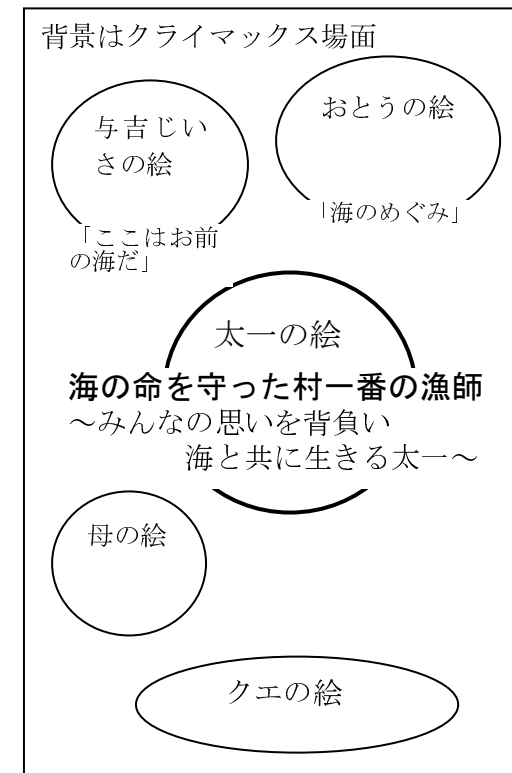 背景はクライマックス場面
与吉じい
さの絵
おとうの絵
「海のめぐみ」
「ここはお前
の海だ」
太一の絵
海の命を守った村一番の漁師
～みんなの思いを背負い
海と共に生きる太一～
母の絵
クエの絵